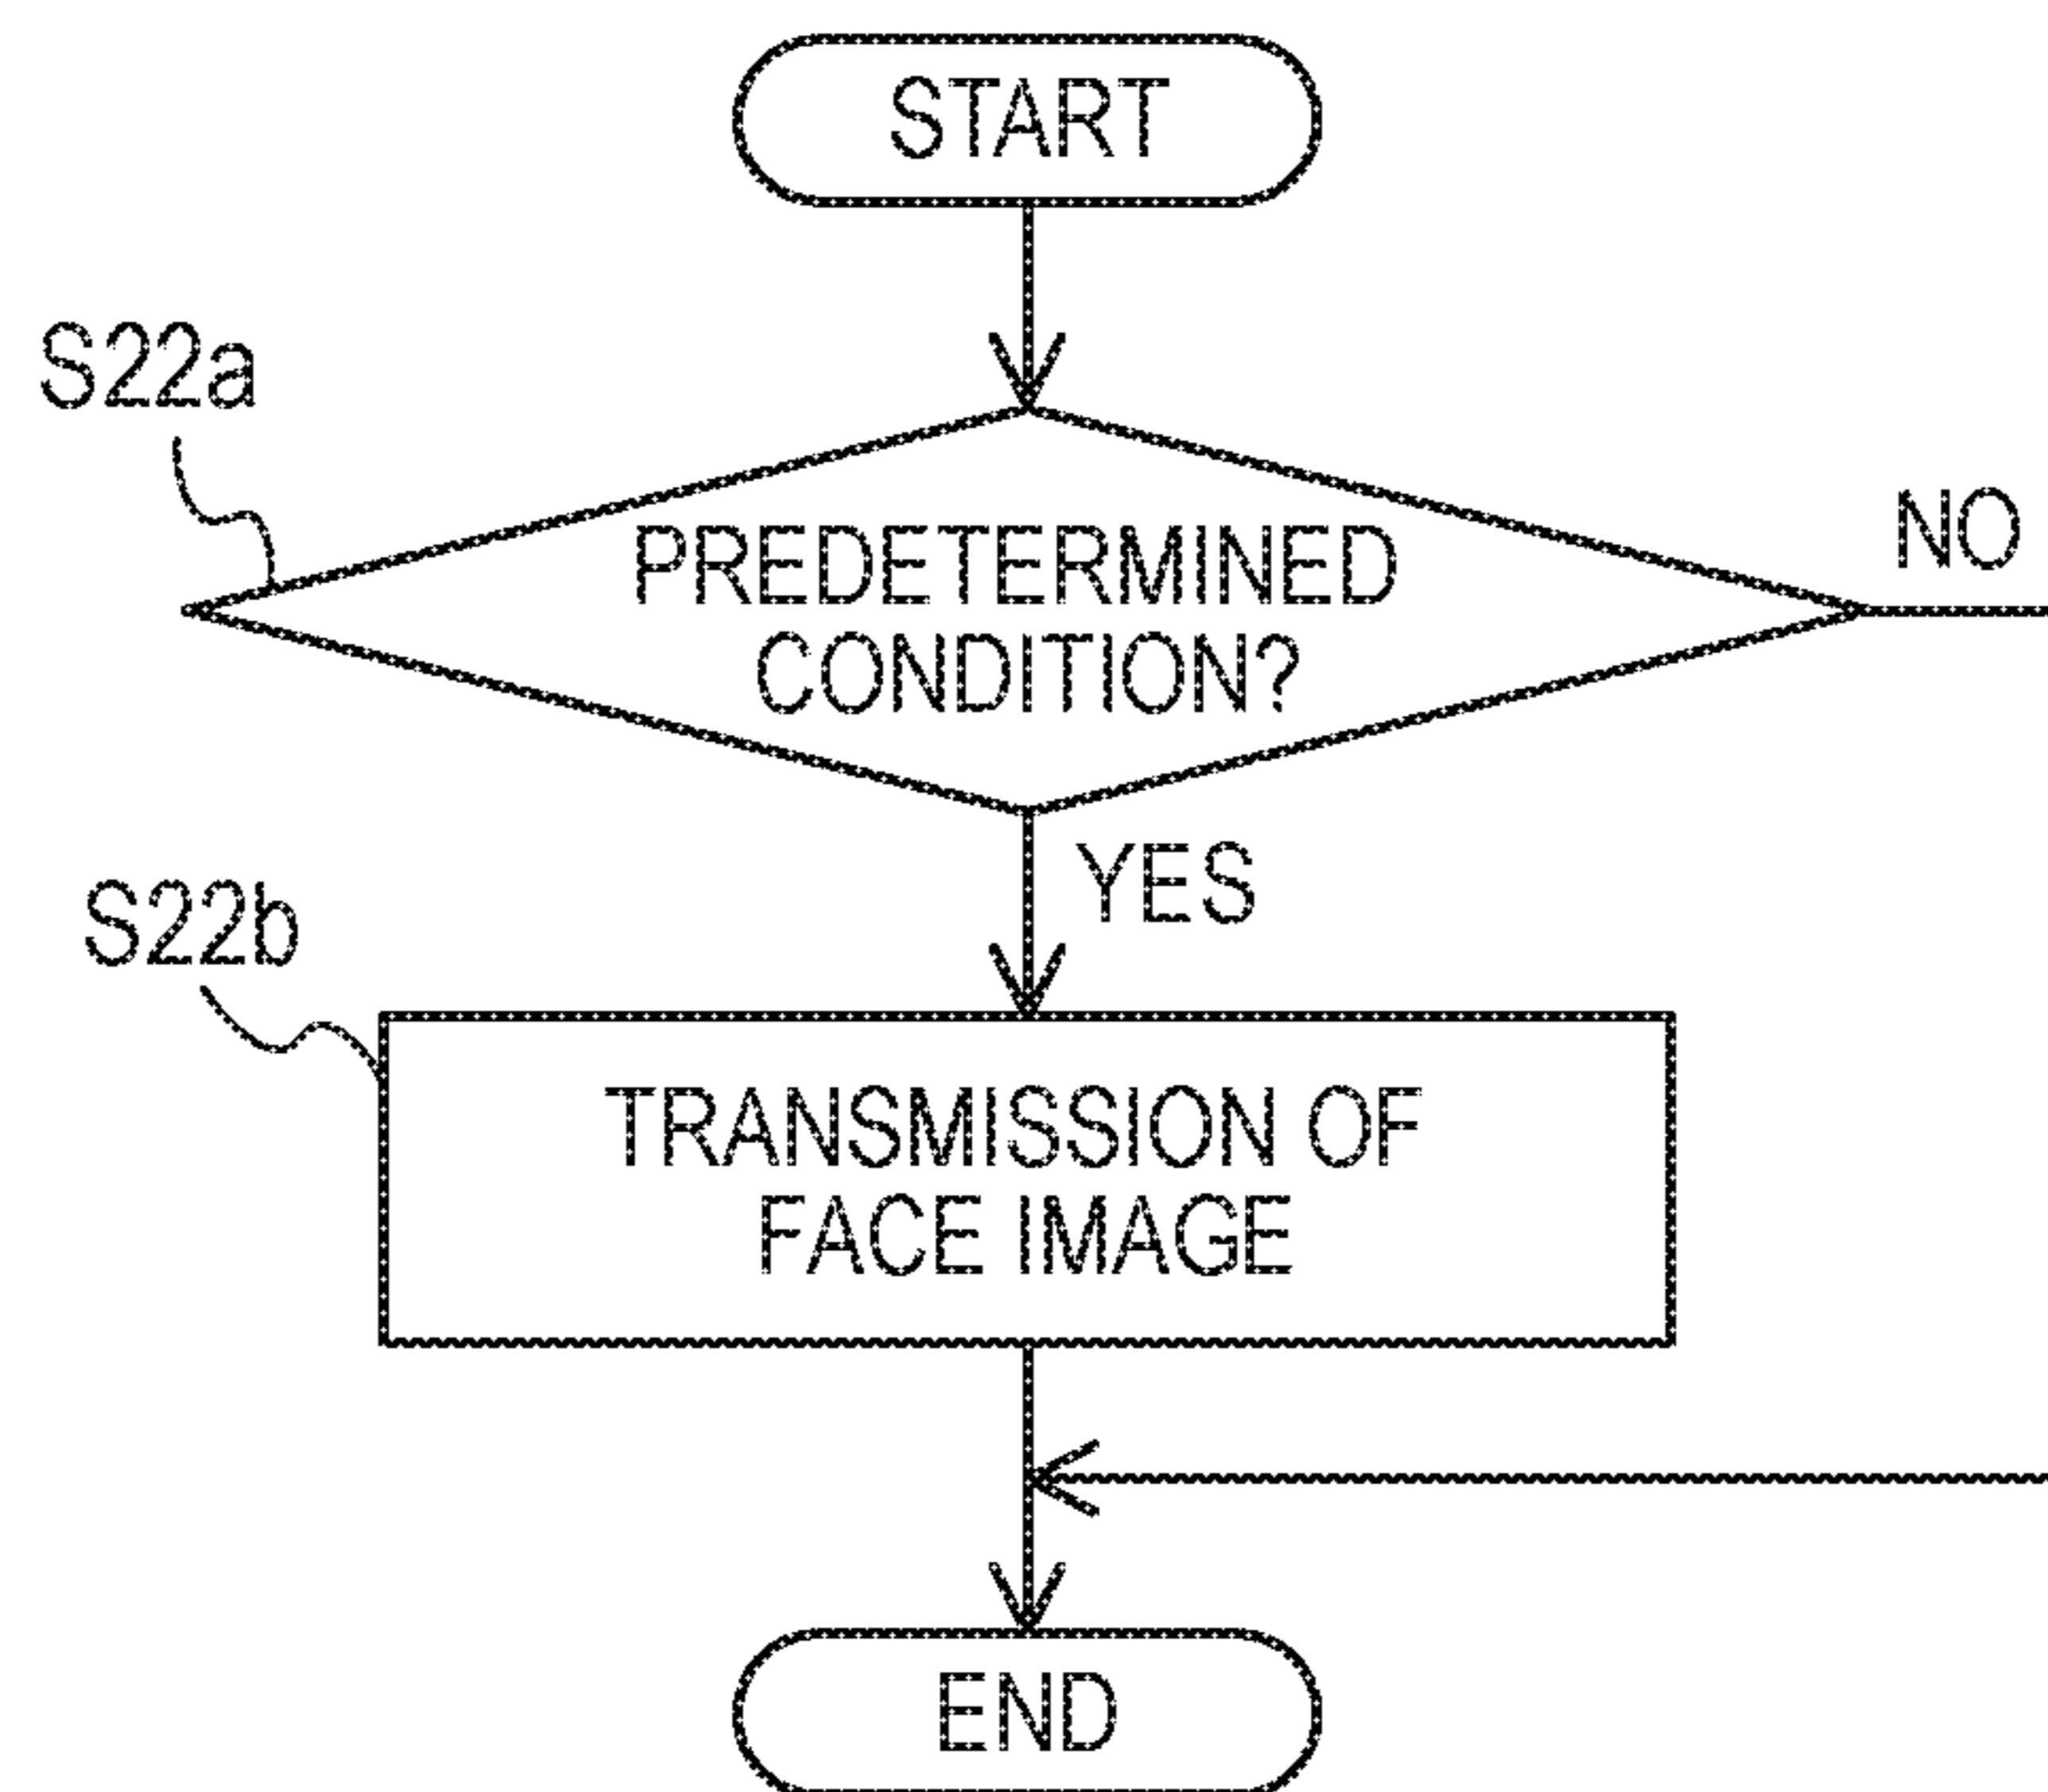 START
S22a
PREDETERMINED
CONDITION?
NO
YES
S22b
TRANSMISSION OF
FACE IMAGE
END